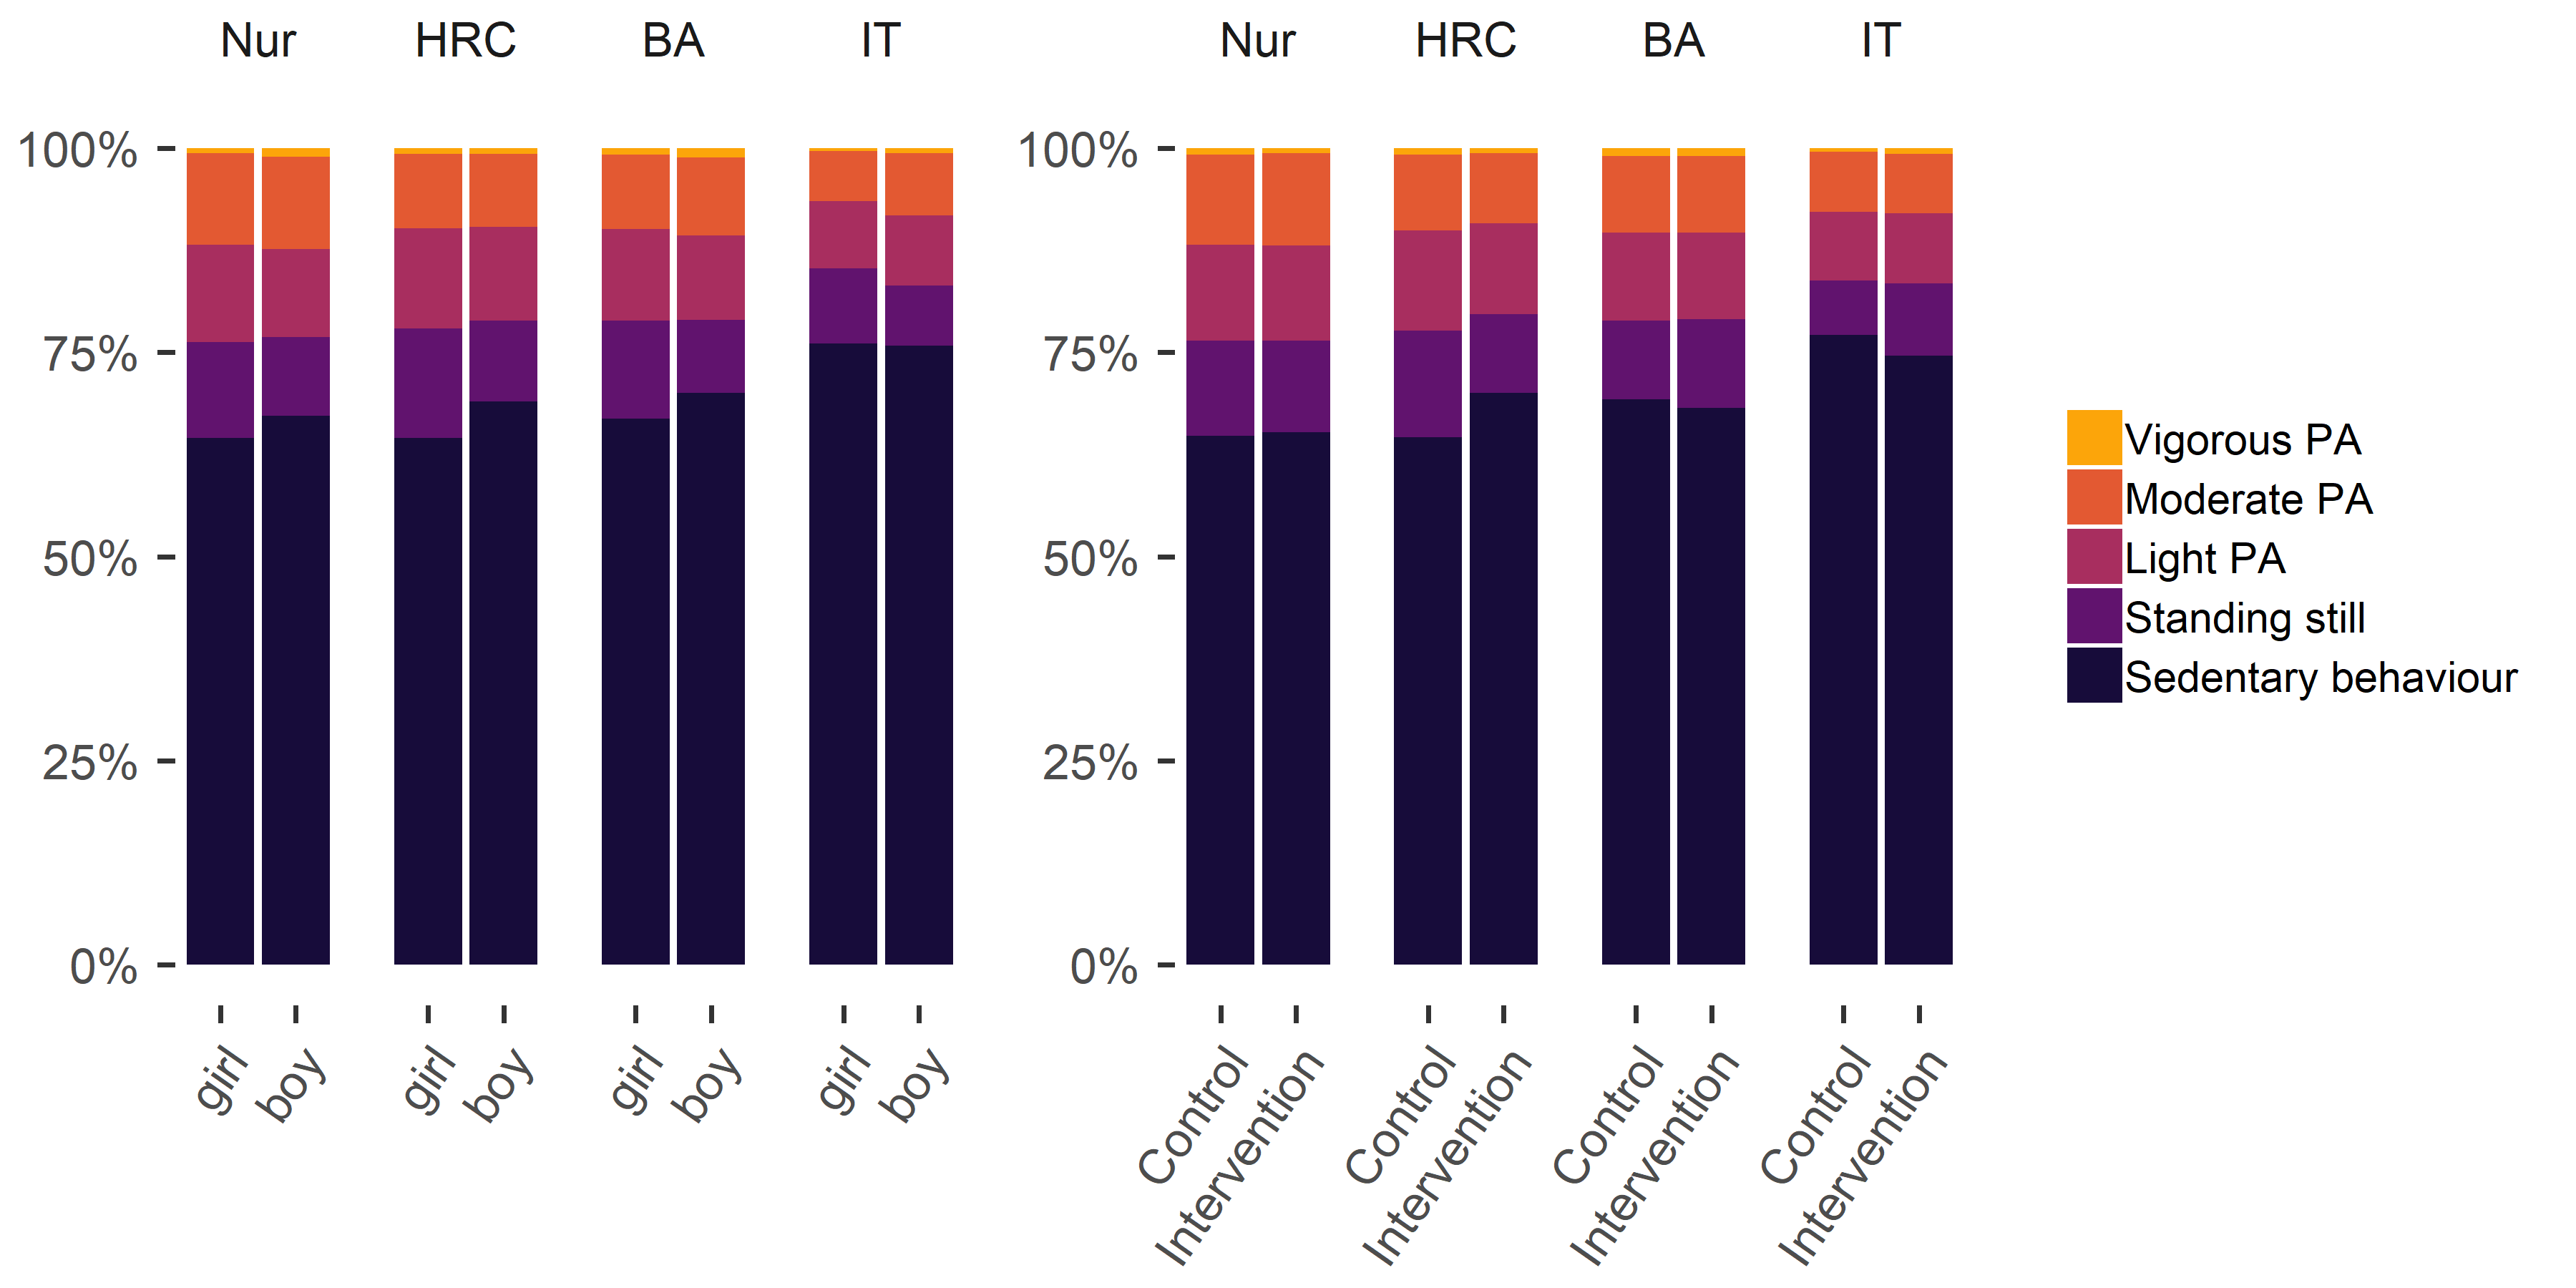 Nur HRC BA IT
Nur HRC BA IT
100%
75%
50%
25%
0%
girl boy girl boy girl boy girl boy
100%
75%
50%
25%
0%
Control Intervention Control Intervention Control Intervention Control Intervention
Vigorous PA
Moderate PA
Light PA
Standing still
Sedentary behaviour